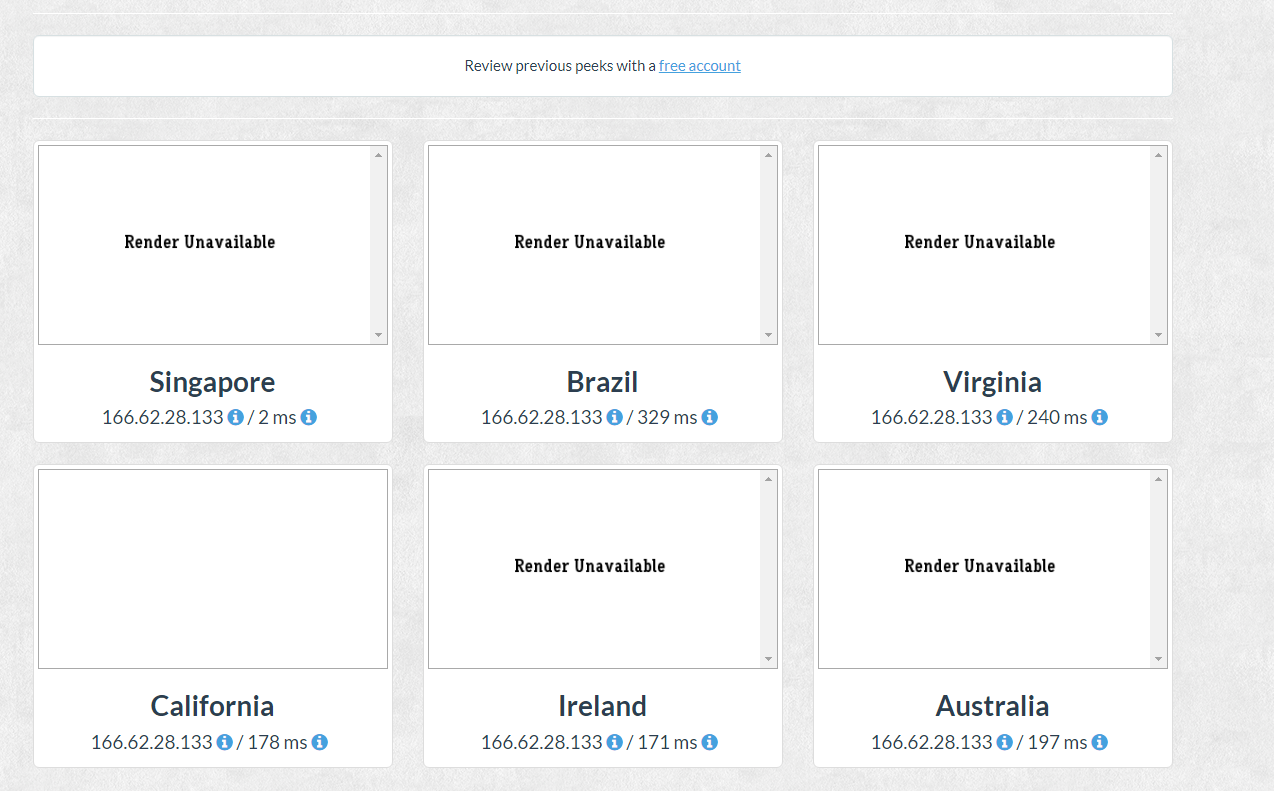 Review previous peeks with a free account
Render Unavailable
Render Unavailable
Render Unavailable
Singapore
Brazil
Virginia
166.62.28.133 / 2 ms
166.62.28.133 / 329 ms
166.62.28.133 / 240 ms
Render Unavailable
Render Unavailable
California
Ireland
Australia
166.62.28.133 / 178 ms
166.62.28.133 / 171 ms
166.62.28.133 / 197 ms